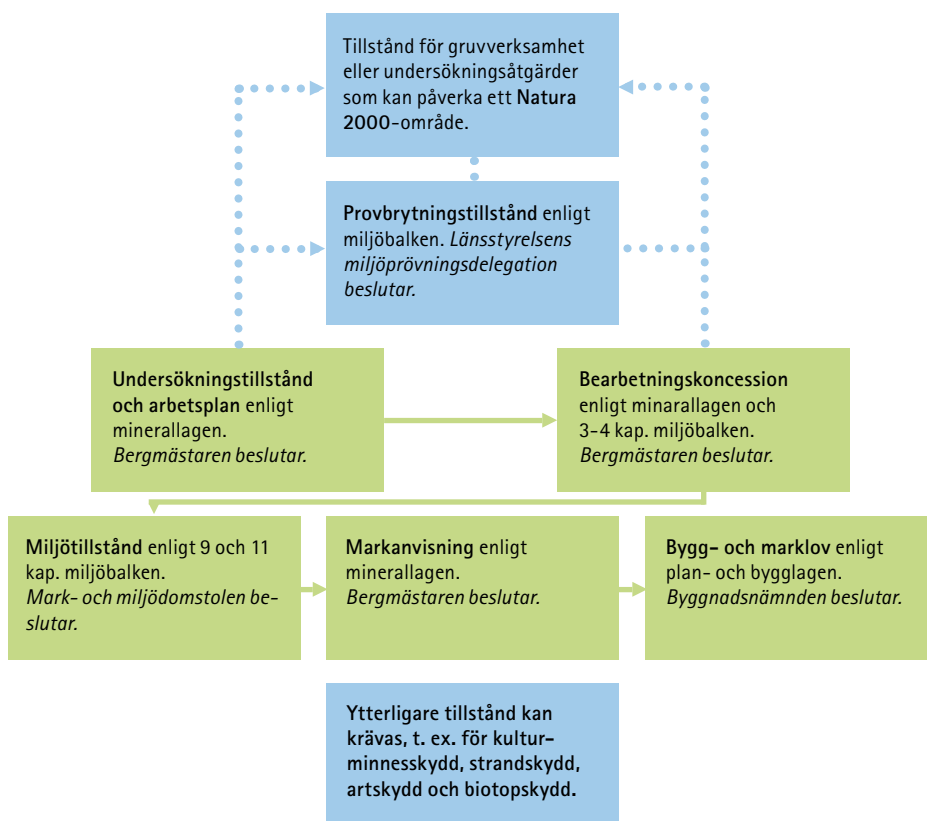 Tillstånd för gruvverksamhet
eller undersökningsåtgärder
som kan påverka ett Natura
2000-område.
Provbrytningstillstånd enligt
miljöbalken. Länsstyrelsens
miljöprövningsdelegation
beslutar.
Undersökningstillstånd
och arbetsplan enligt
minerallagen.
Bergmästaren beslutar.
Bearbetningskoncession
enligt minarallagen och
3-4 kap. miljöbalken.
Bergmästaren beslutar.
Miljötillstånd enligt 9 och 11
kap. miljöbalken.
Mark- och miljödomstolen be-
slutar.
Markanvisning enligt
minerallagen.
Bergmästaren beslutar.
Bygg- och marklov enligt
plan- och bygglagen.
Byggnadsnämnden beslutar.
Ytterligare tillstånd kan
krävas, t. ex. för kultur-
minnesskydd, strandskydd,
artskydd och biotopskydd.